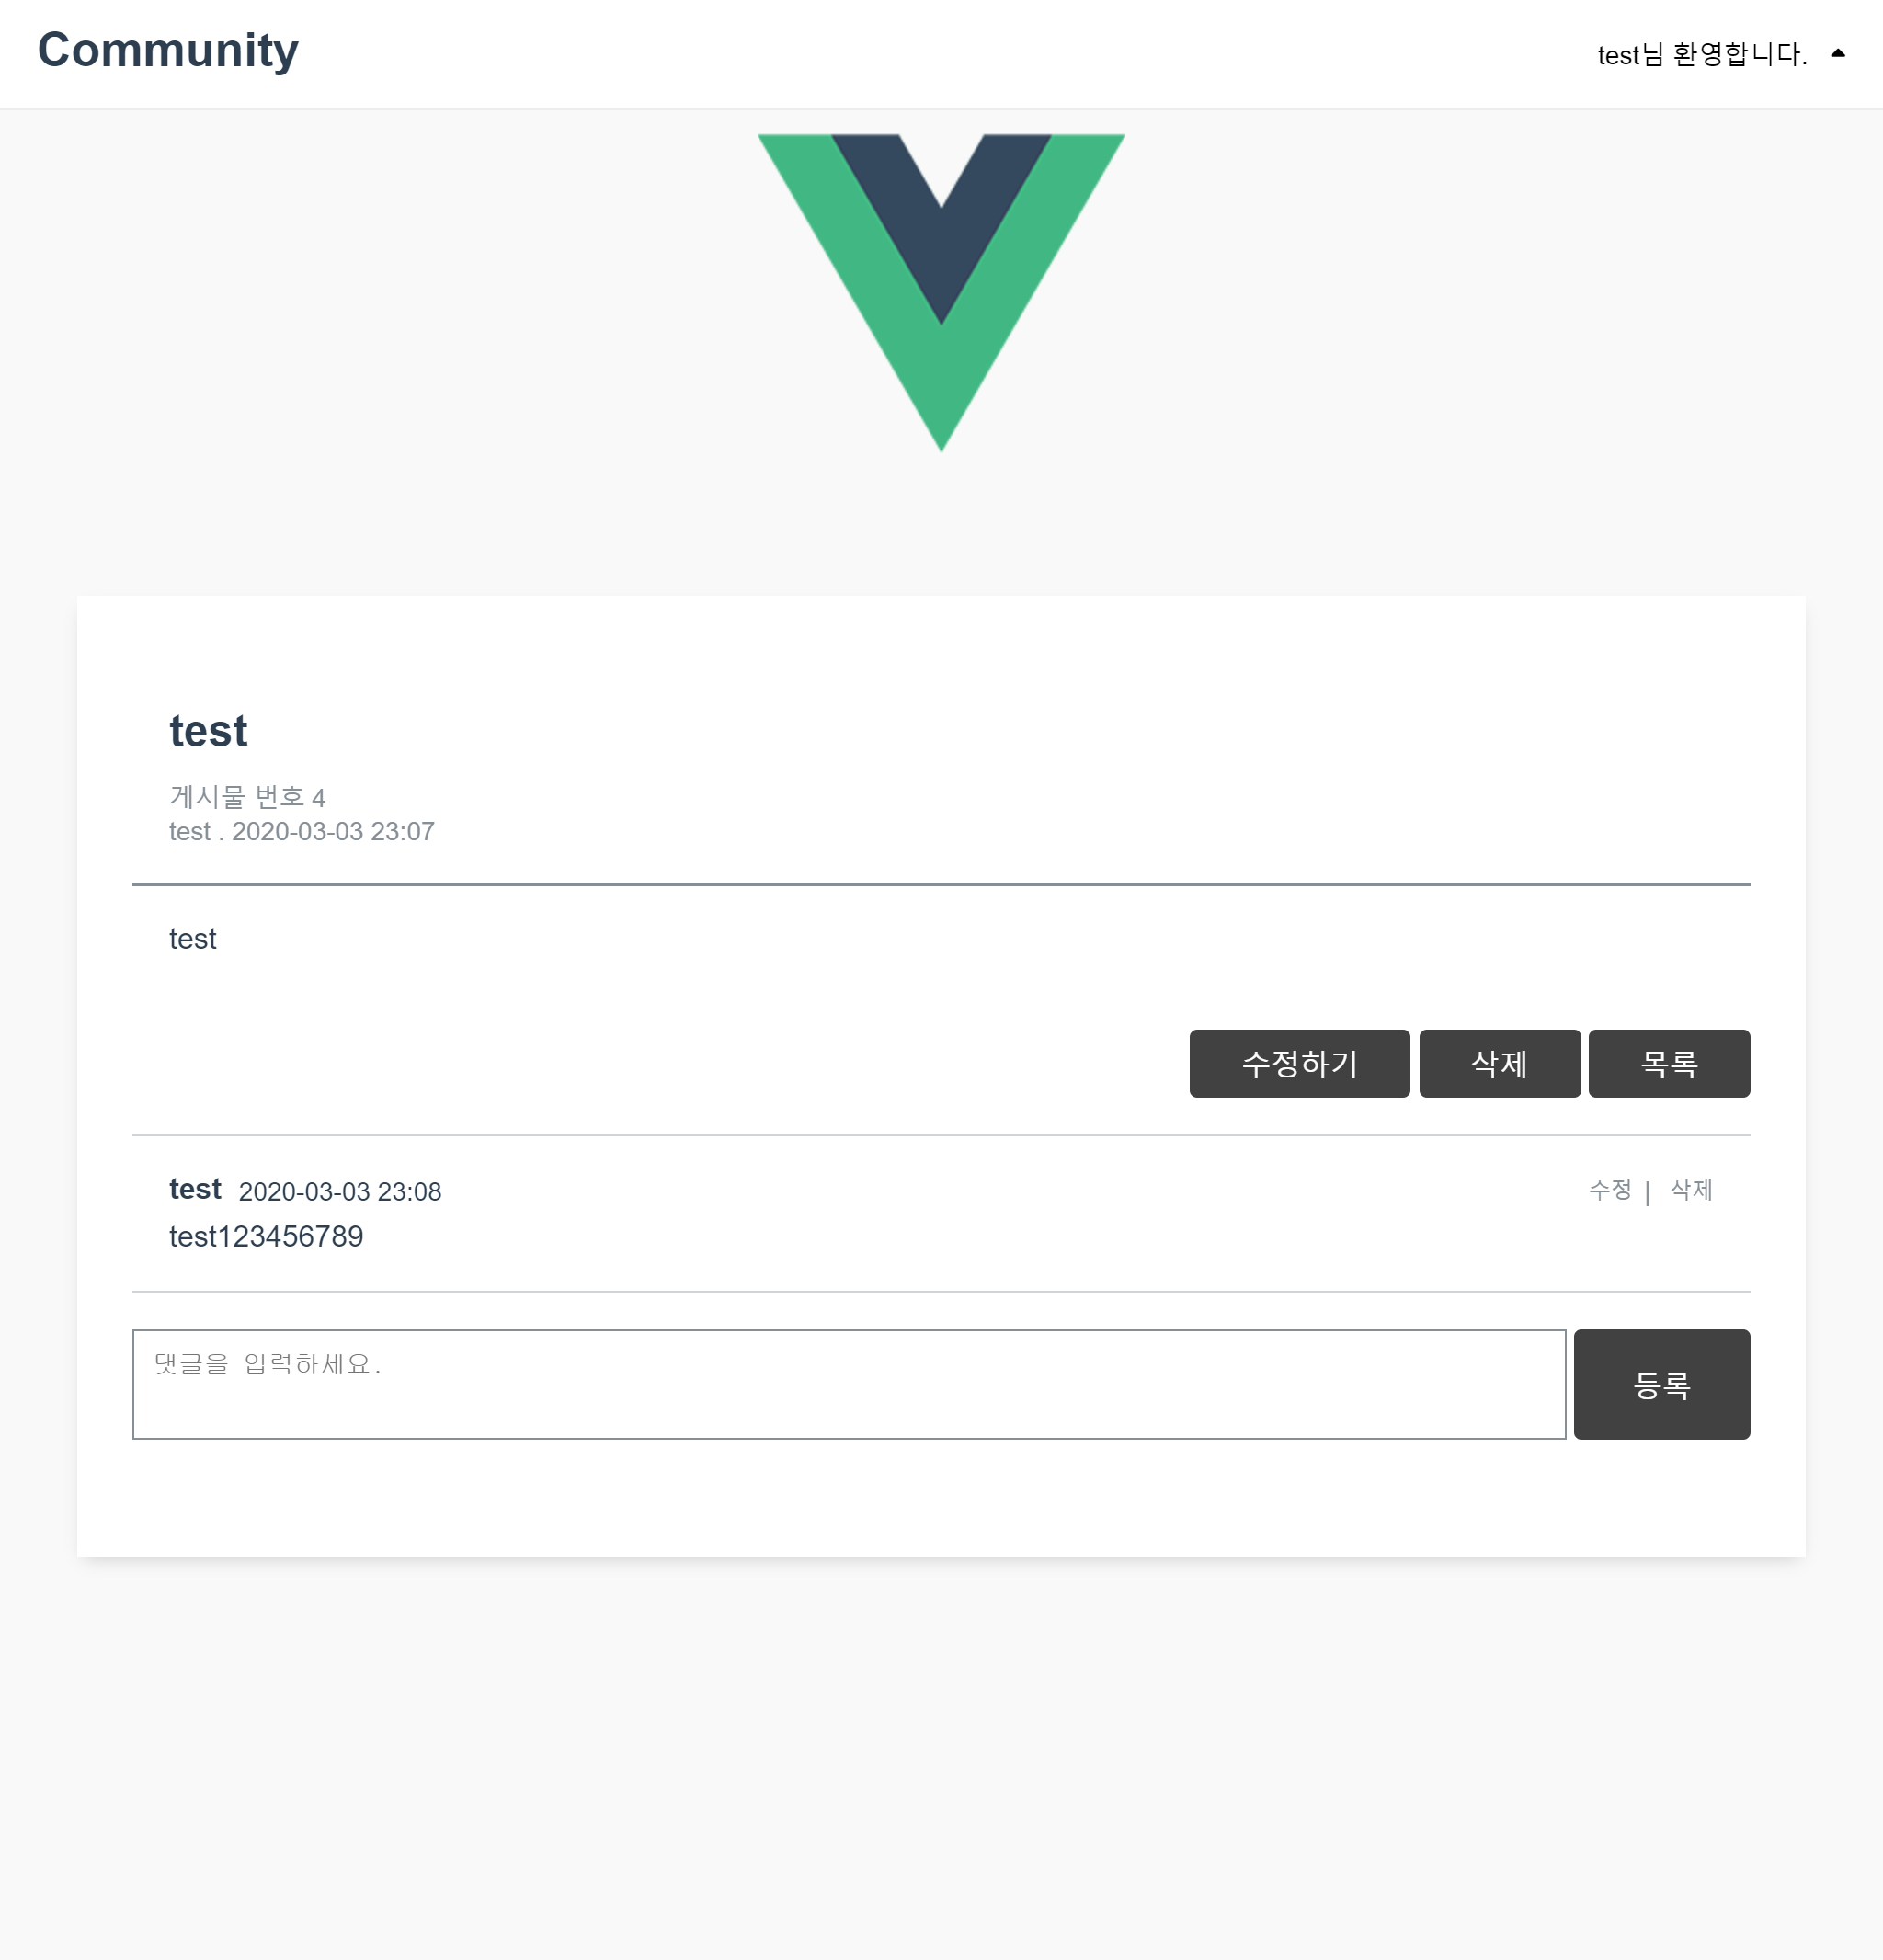 Community
test님 환영합니다.
test
게시물 번호 4
test . 2020-03-03 23:07
test
수정하기 삭제 목록
test 2020-03-03 23:08 수정 | 삭제
test123456789
댓글을 입력하세요.
등록